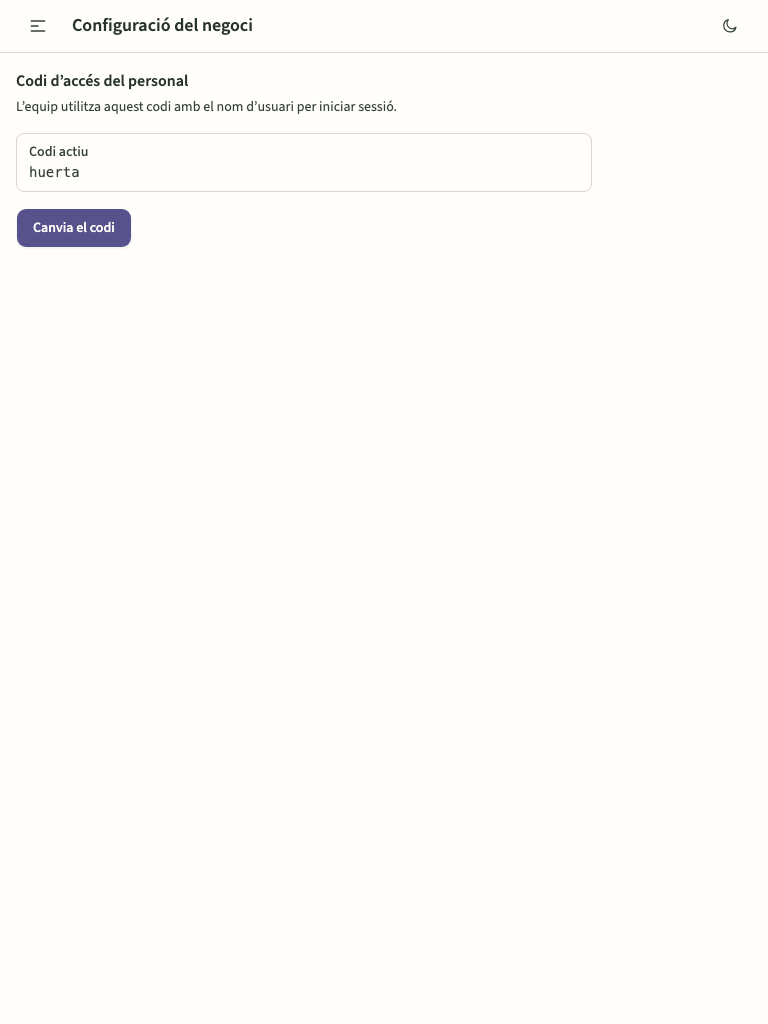 Configuració del negoci
Codi d’accés del personal
L’equip utilitza aquest codi amb el nom d’usuari per iniciar sessió.
Codi actiu
huerta
Canvia el codi